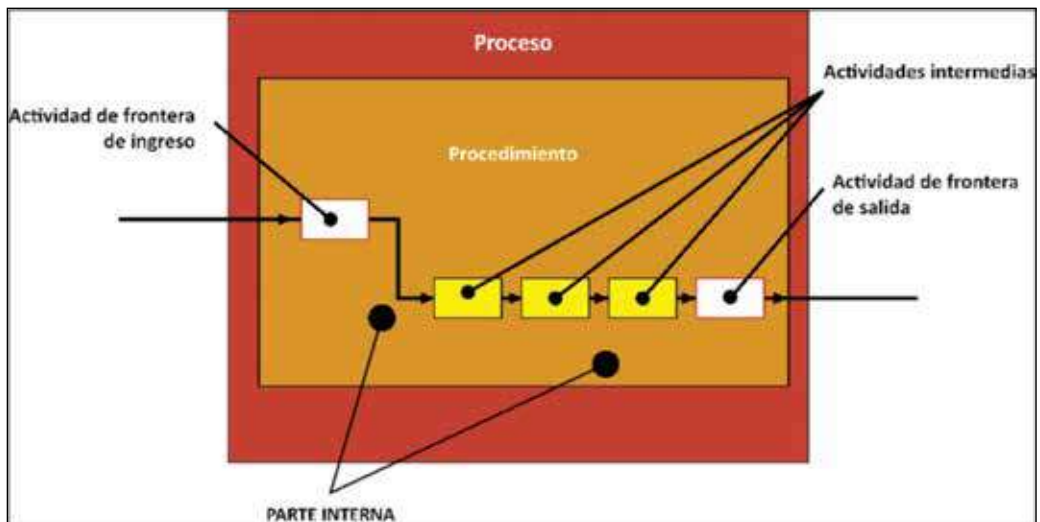 Proceso
Actividades intermedias
Actividad de frontera
de ingreso
Procedimiento
Actividad de frontera
de salida
PARTE INTERNA